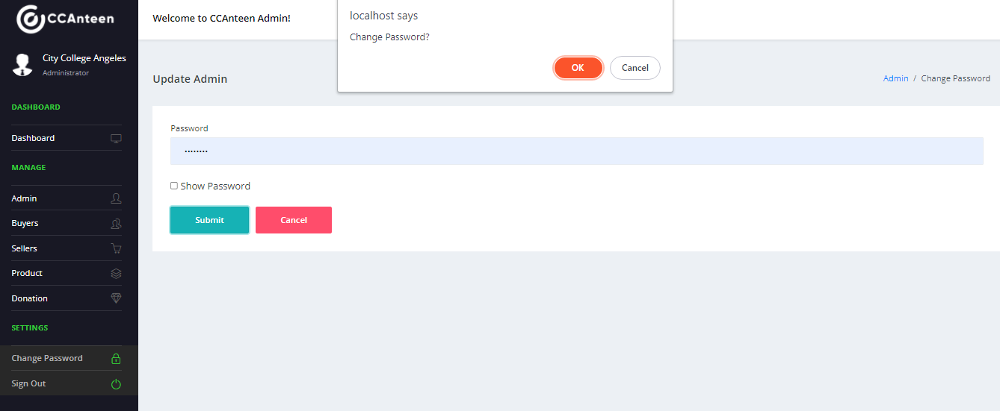 CCAnteen
City College Angeles
Administrator
DASHBOARD
Dashboard
MANAGE
Admin
Buyers
Sellers
Product
Donation
SETTINGS
Change Password
Sign Out
Welcome to CCAnteen Admin!
localhost says
Change Password?
OK
Cancel
Update Admin
Admin / Change Password
Password
••••••••
Show Password
Submit
Cancel